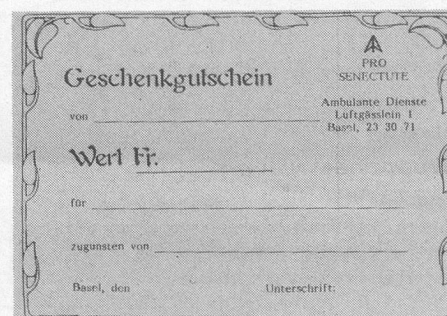 PRO
SENECTUTE
Geschenkgutschein
Ambulante Dienste
Luftgässlein 1
Basel, 23 30 71
von
Wert Fr.
für
zugunsten von
Basel, den Unterschrift: